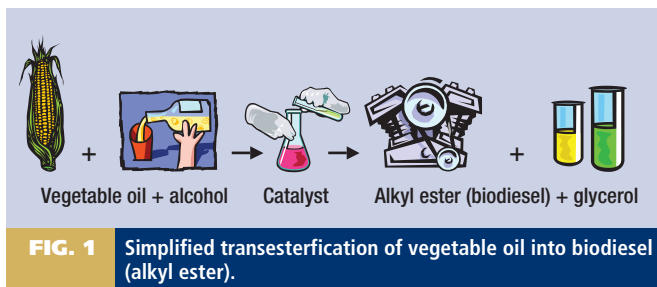 + +
Vegetable oil + alcohol Catalyst Alkyl ester (biodiesel) + glycerol
FIG. 1 Simplified transesterfication of vegetable oil into biodiesel
(alkyl ester).